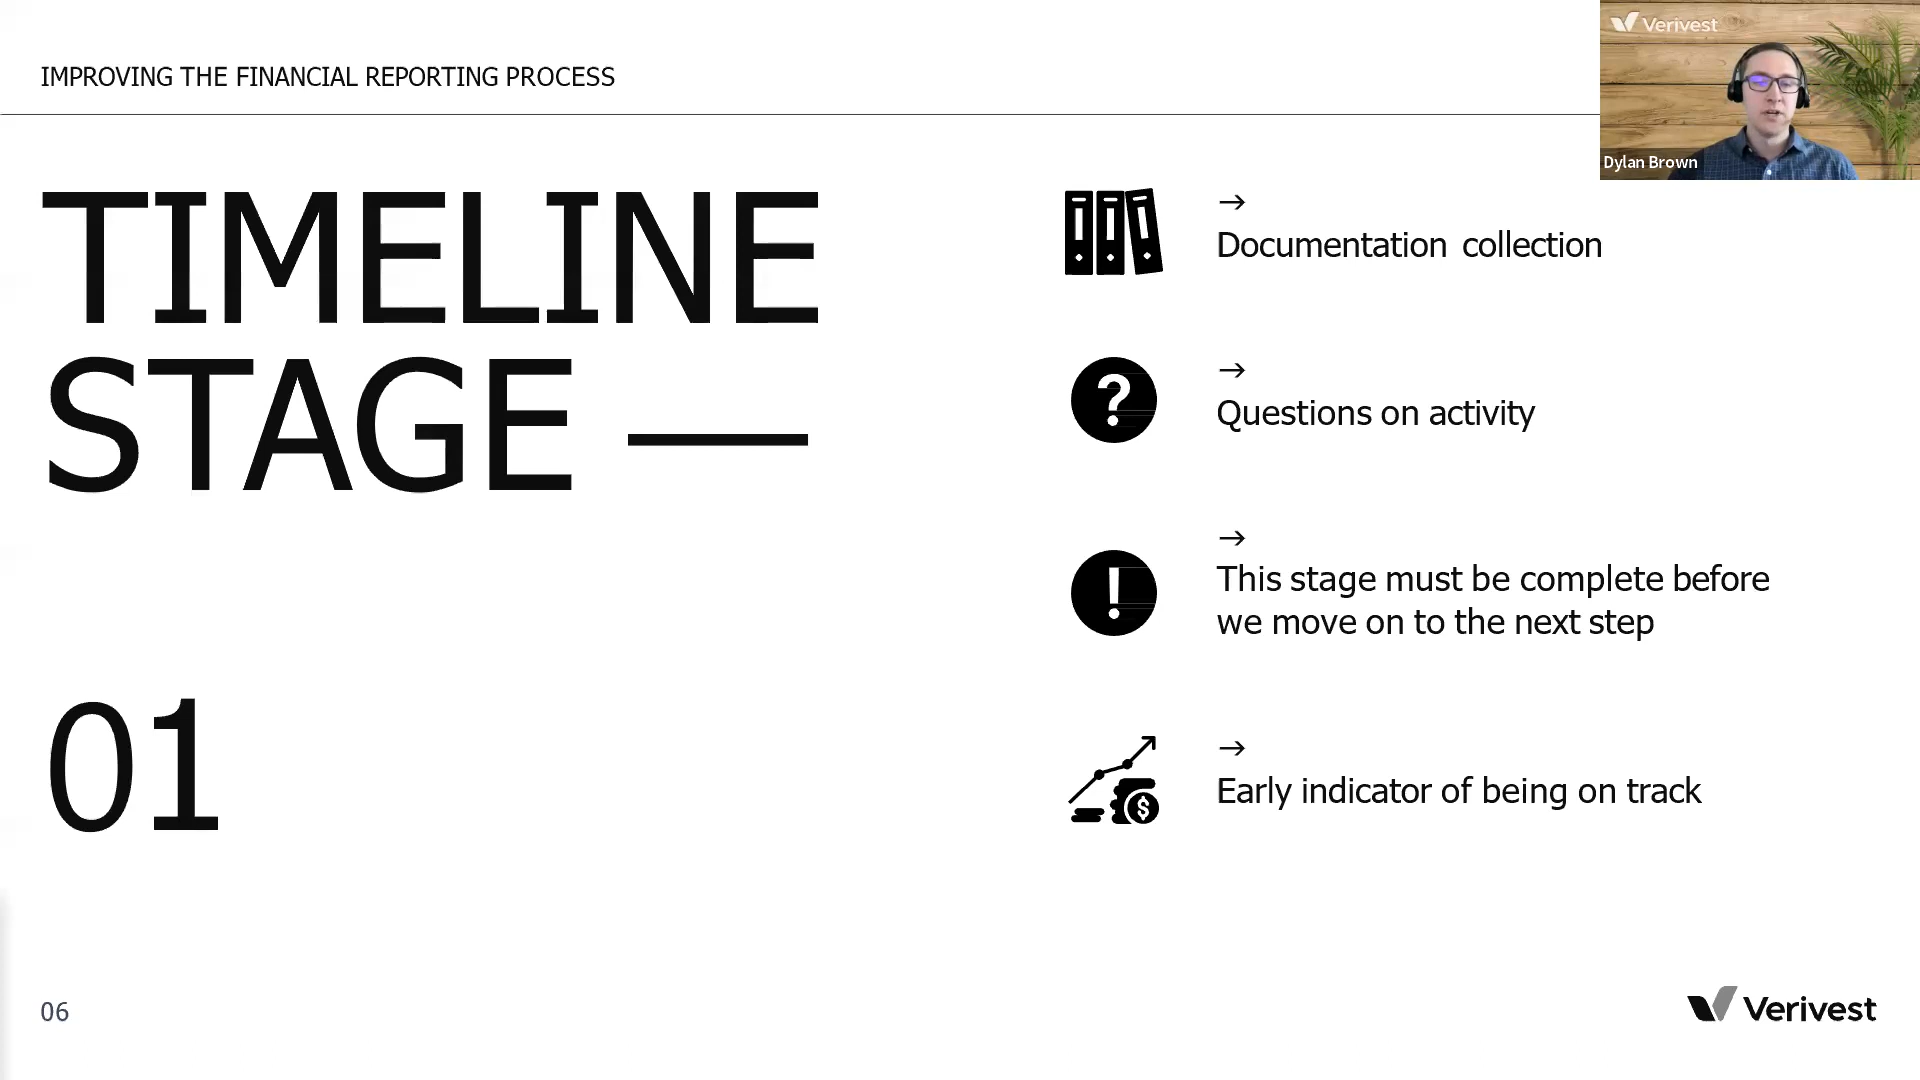 IMPROVING THE FINANCIAL REPORTING PROCESS
Verivest
Dylan Brown
TIMELINE
STAGE —
01
→
Documentation collection
→
Questions on activity
→
This stage must be complete before
we move on to the next step
→
Early indicator of being on track
06
Verivest